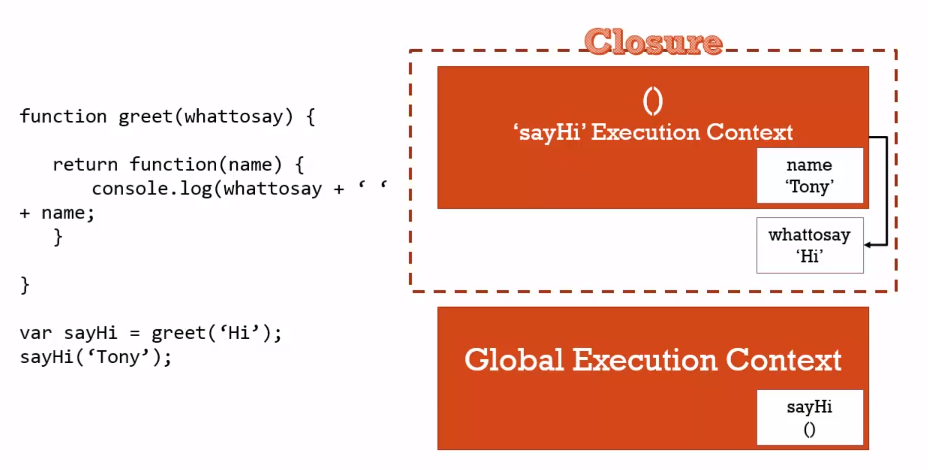 function greet(whattosay) {
return function(name) {
console.log(whattosay + ‘ ‘
+ name;
}
}
var sayHi = greet(‘Hi’);
sayHi(‘Tony’);
Closure
()
‘sayHi’ Execution Context
name
‘Tony’
whattosay
‘Hi’
Global Execution Context
sayHi
()